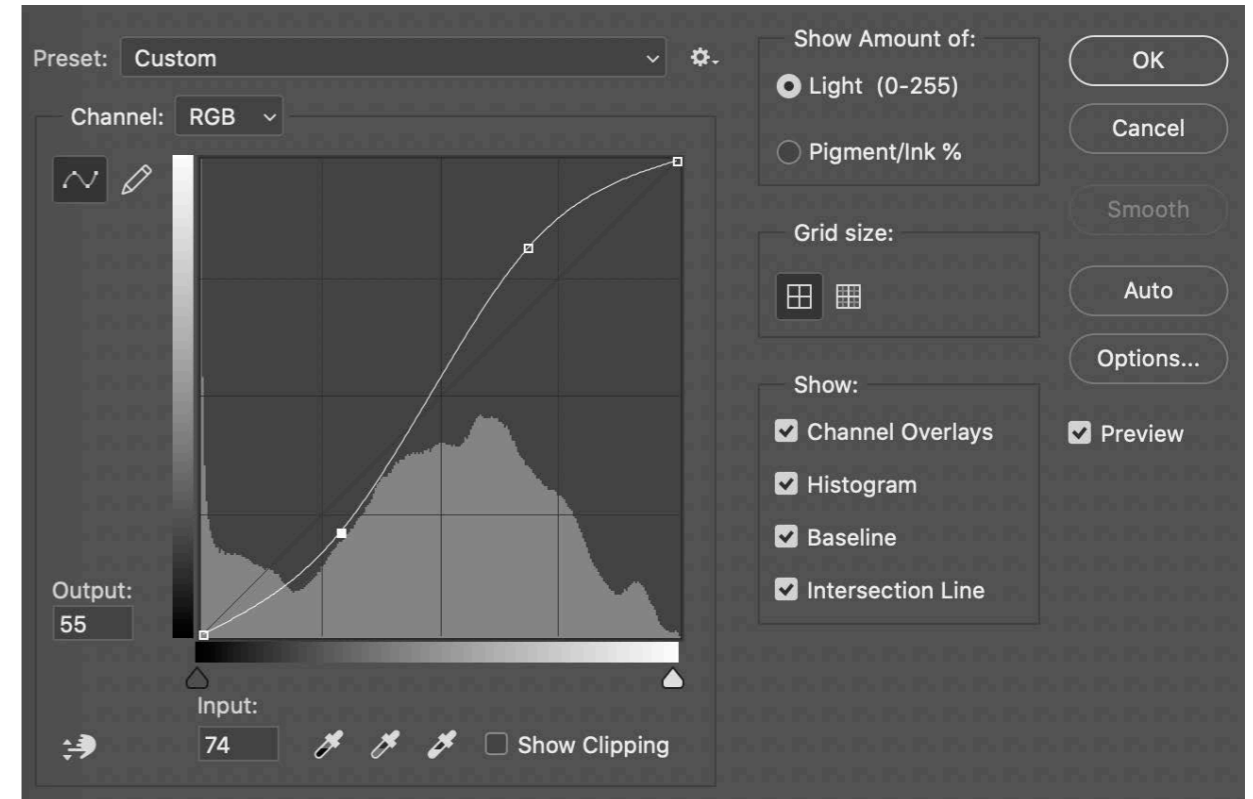 Preset: Custom
Channel: RGB
Output:
55
Input:
74
Show Clipping
Show Amount of:
Light (0-255)
Pigment/Ink %
Grid size:
Show:
Channel Overlays
Histogram
Baseline
Intersection Line
OK
Cancel
Smooth
Auto
Options...
Preview